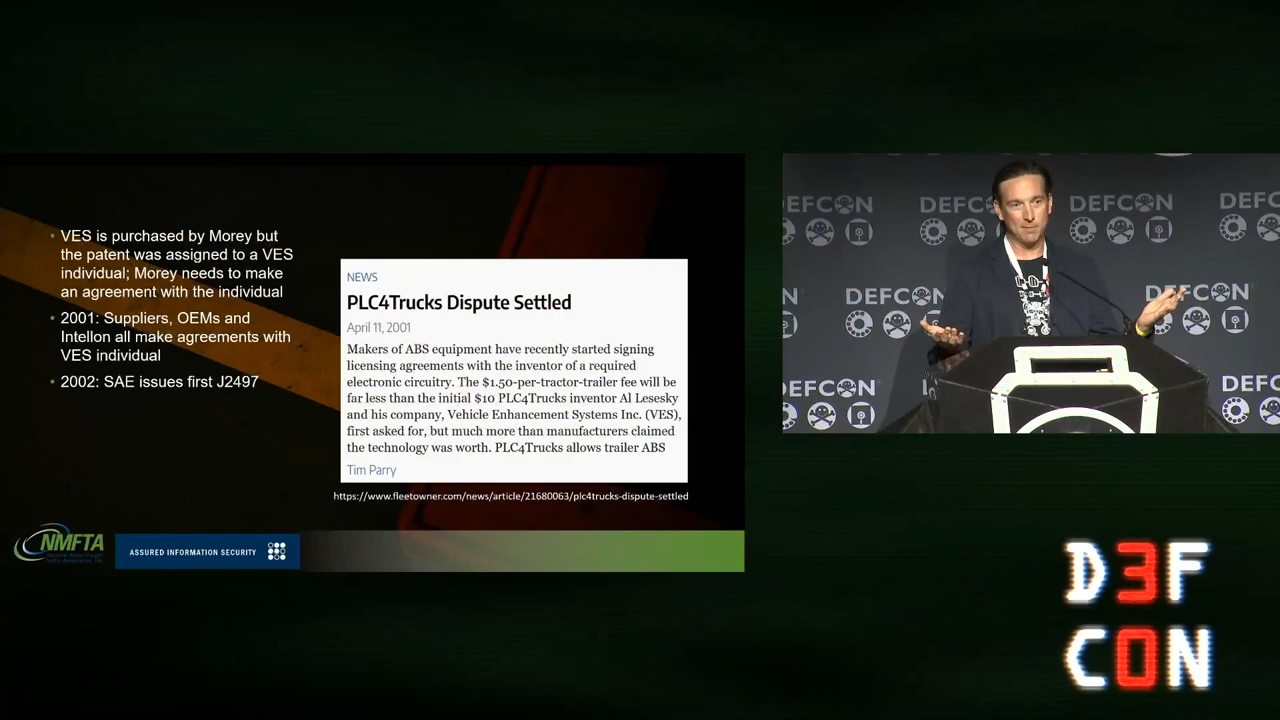 VES is purchased by Morey but
the patent was assigned to a VES
individual; Morey needs to make
an agreement with the individual
2001: Suppliers, OEMs and
Intellon all make agreements with
VES individual
2002: SAE issues first J2497
NEWS
PLC4Trucks Dispute Settled
April 11, 2001
Makers of ABS equipment have recently started signing
licensing agreements with the inventor of a required
electronic circuitry. The $1.50-per-tractor-trailer fee will be
far less than the initial $10 PLC4Trucks inventor Al Lesesky
and his company, Vehicle Enhancement Systems Inc. (VES),
first asked for, but much more than manufacturers claimed
the technology was worth. PLC4Trucks allows trailer ABS
Tim Parry
https://www.fleetowner.com/news/article/21680063/plc4trucks-dispute-settled
NMFTA
ASSURED INFORMATION SECURITY
DEFCON
DEFCON
DEFCON
DEFCON
DEFCON
D3F
C0N